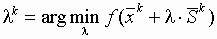 λ^k = arg min_λ f(x̄^k + λ · S̄^k)